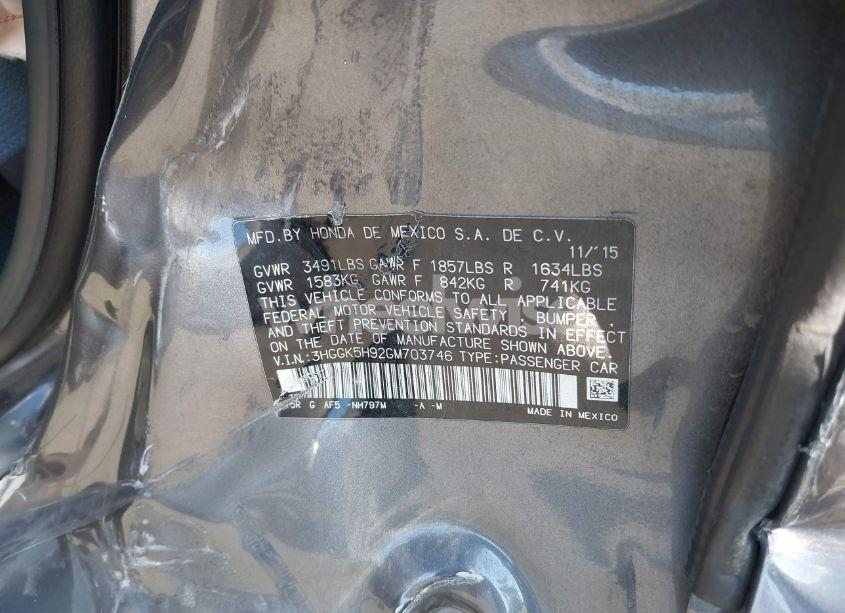 MFD.BY HONDA DE MEXICO S.A. DE C.V.
11/'15
GVWR 3491LBS GAWR F 1857LBS R 1634LBS
GVWR 1583KG GAWR F 842KG R 741KG
THIS VEHICLE CONFORMS TO ALL APPLICABLE
FEDERAL MOTOR VEHICLE SAFETY, BUMPER,
AND THEFT PREVENTION STANDARDS IN EFFECT
ON THE DATE OF MANUFACTURE SHOWN ABOVE.
V.I.N.:3HGGK5H92GM703746 TYPE:PASSENGER CAR
G AF5 -NH797M -A -M
MADE IN MEXICO